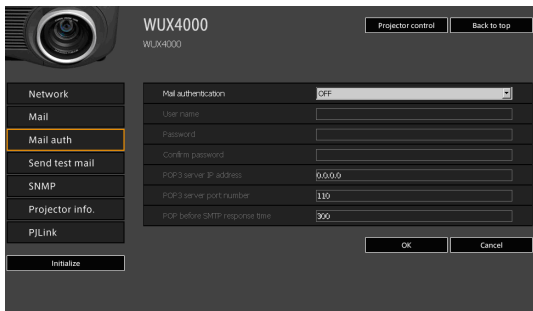 WUX4000
WUX4000
Projector control
Back to top
Network
Mail
Mail auth
Send test mail
SNMP
Projector info.
PJLink
Initialize
Mail authentication OFF
User name
Password
Confirm password
POP3 server IP address 0.0.0.0
POP3 server port number 110
POP before SMTP response time 300
OK
Cancel